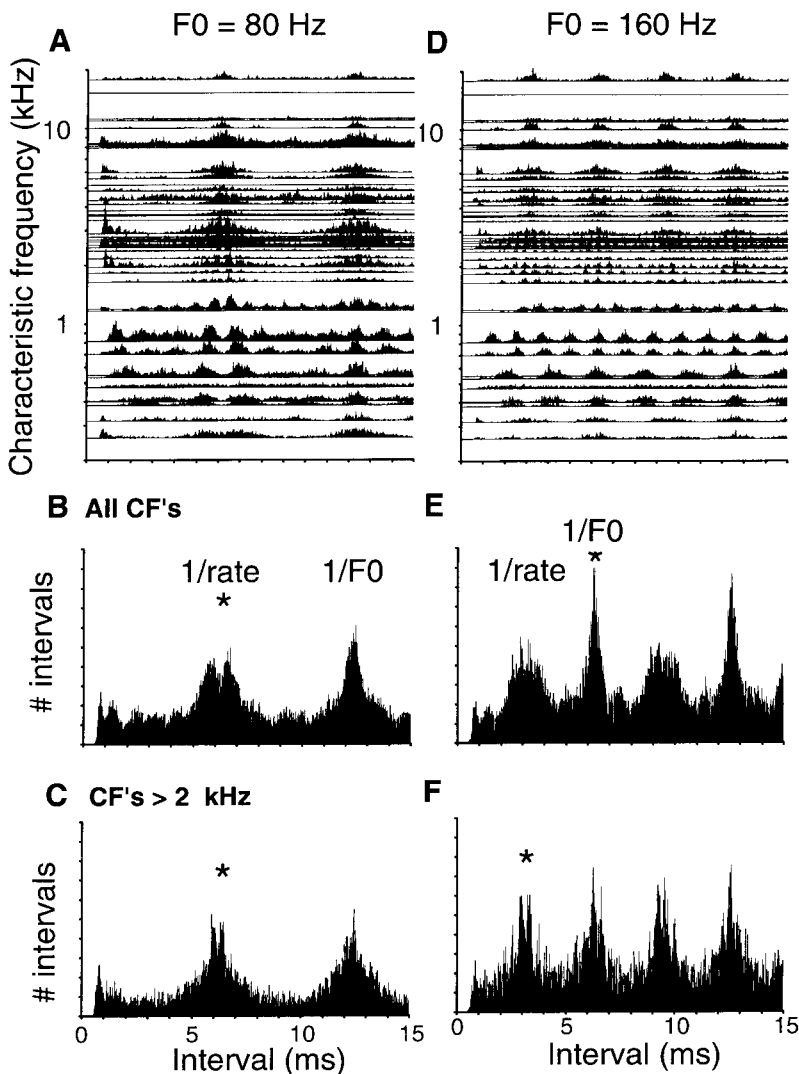 F0 = 80 Hz
F0 = 160 Hz
A
D
Characteristic frequency (kHz)
10
1
10
1
B All CF's
E
1/rate
*
1/F0
1/F0
*
1/rate
# intervals
C CF's > 2 kHz
F
*
*
# intervals
0 5 10 15
0 5 10 15
Interval (ms)
Interval (ms)